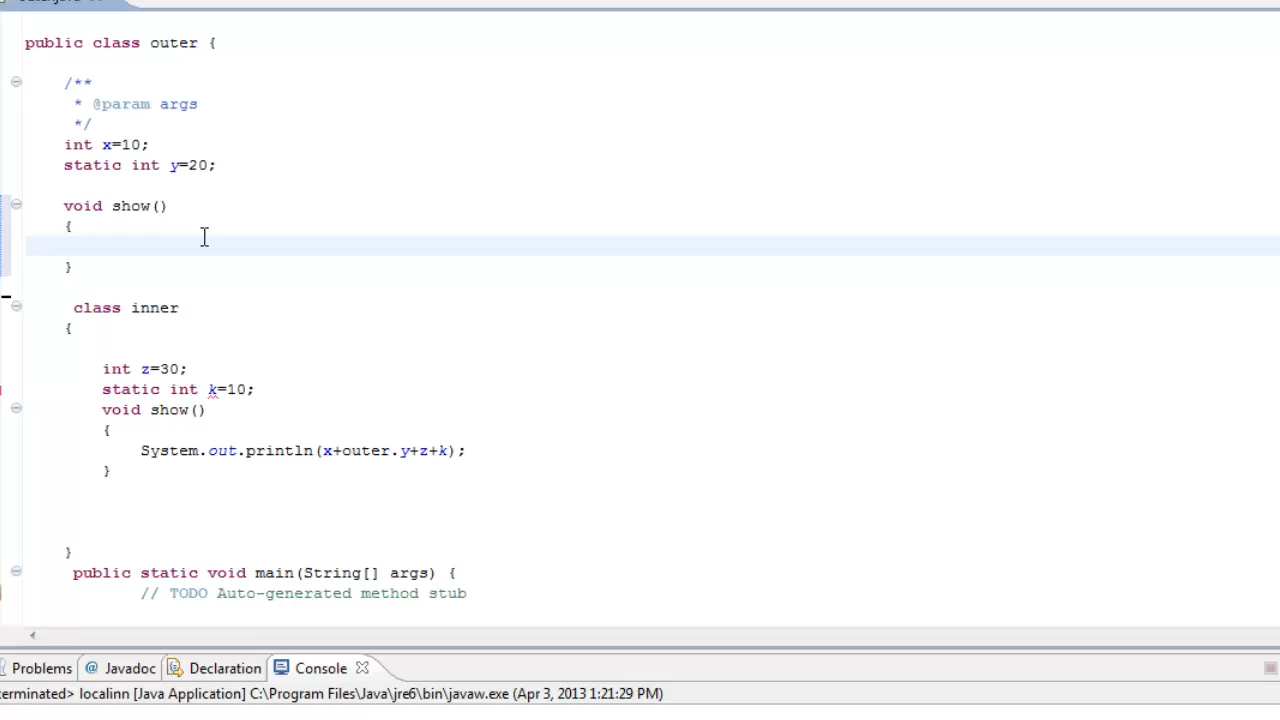 public class outer {
/**
* @param args
*/
int x=10;
static int y=20;
void show()
{
}
class inner
{
int z=30;
static int k=10;
void show()
{
System.out.println(x+outer.y+z+k);
}
}
public static void main(String[] args) {
// TODO Auto-generated method stub
Problems @ Javadoc Declaration Console
localinn [Java Application] C:\Program Files\Java\jre6\bin\javaw.exe (Apr 3, 2013 1:21:29 PM)